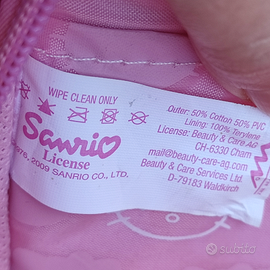 WIPE CLEAN ONLY
Sanrio
License
1976, 2009 SANRIO CO., LTD.
Outer: 50% Cotton 50% PVC
Lining: 100% Terylene
License: Beauty & Care AG
CH-6330 Cham
mail@beauty-care-ag.com
Beauty & Care Services Ltd.
D-79183 Waldkirch
subito